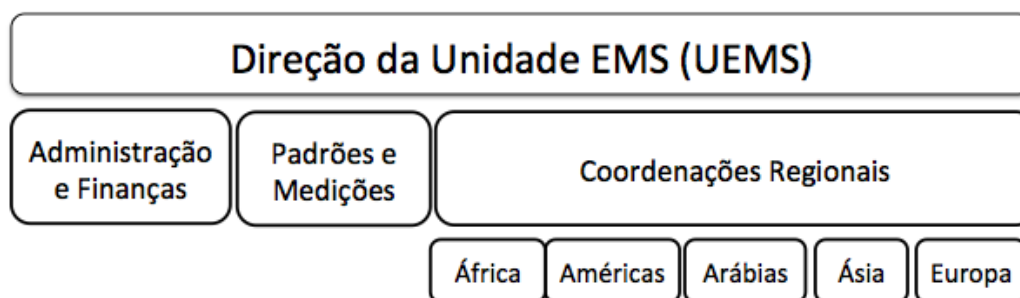 Direção da Unidade EMS (UEMS)
Administração
e Finanças
Padrões e
Medições
Coordenações Regionais
África
Américas
Arábias
Ásia
Europa